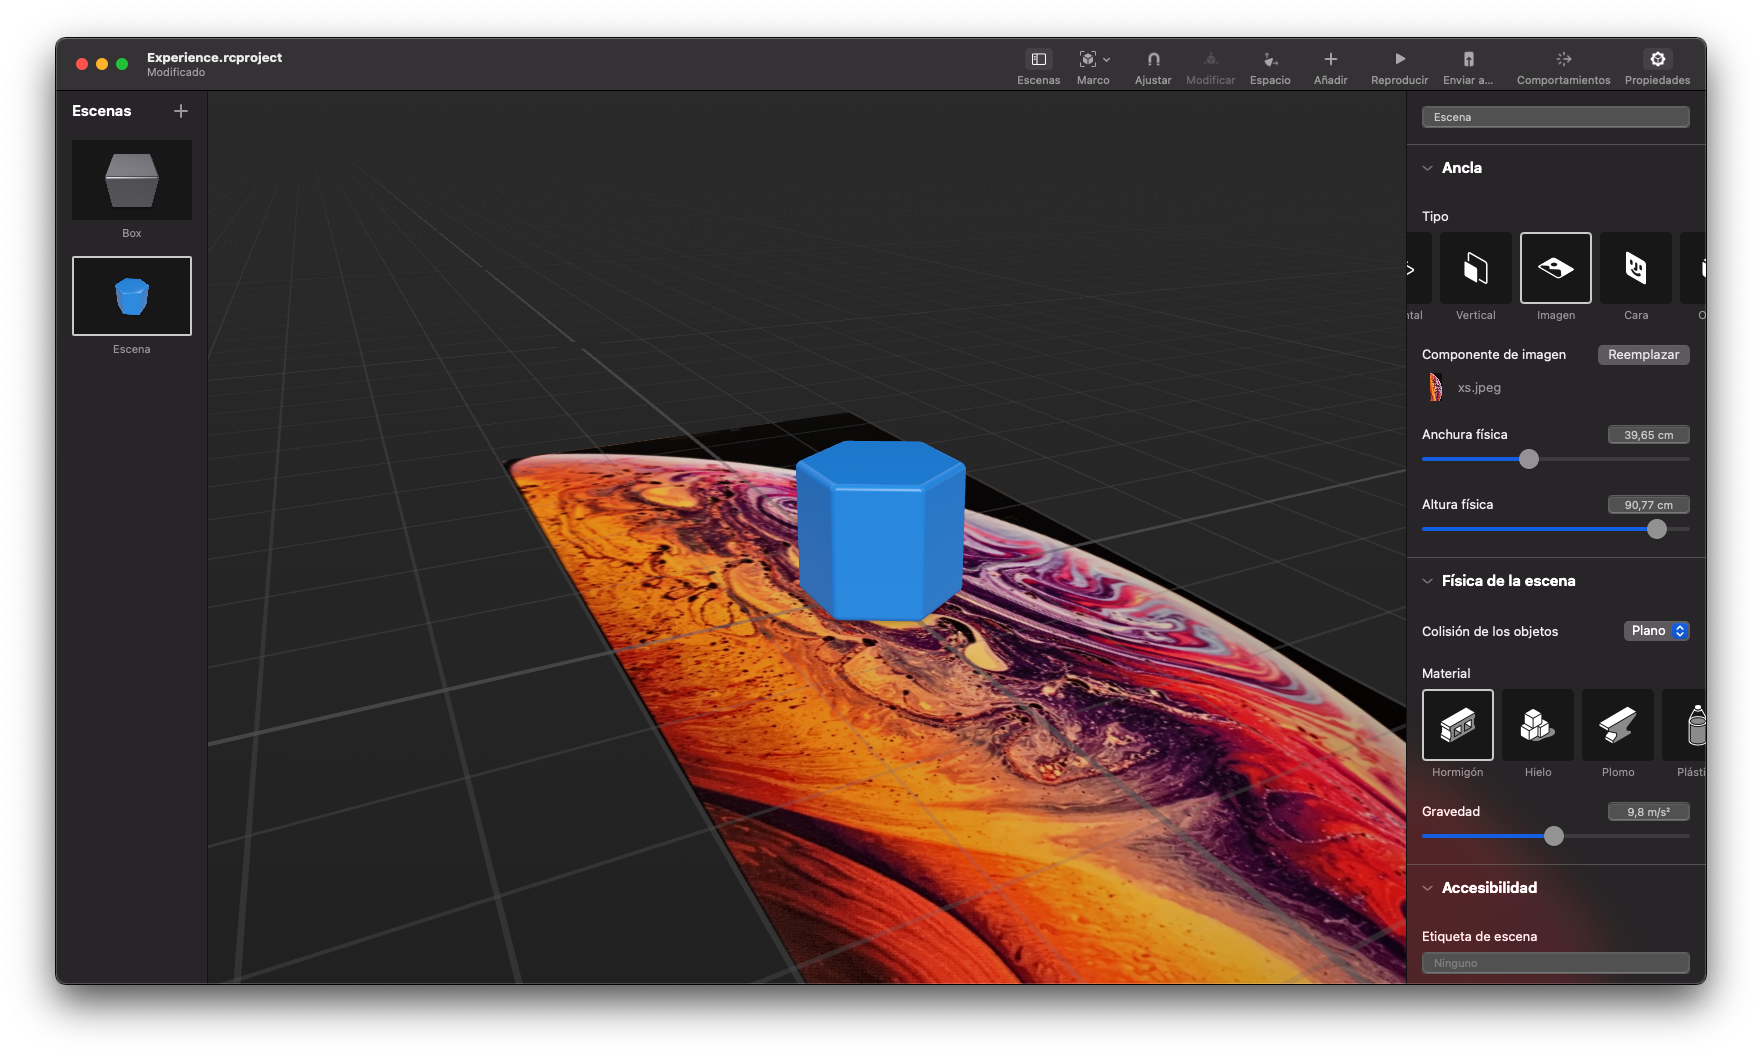 Experience.rcproject
Modificado
Escenas
Marco
Ajustar
Modificar
Espacio
Añadir
Reproducir
Enviar a...
Comportamientos
Propiedades
Escenas
Box
Escena
Escena
Ancla
Tipo
ntal
Vertical
Imagen
Cara
O
Componente de imagen
Reemplazar
xs.jpeg
Anchura física
39,65 cm
Altura física
90,77 cm
Física de la escena
Colisión de los objetos
Plano
Material
Hormigón
Hielo
Plomo
Plásti
Gravedad
9,8 m/s²
Accesibilidad
Etiqueta de escena
Ninguno